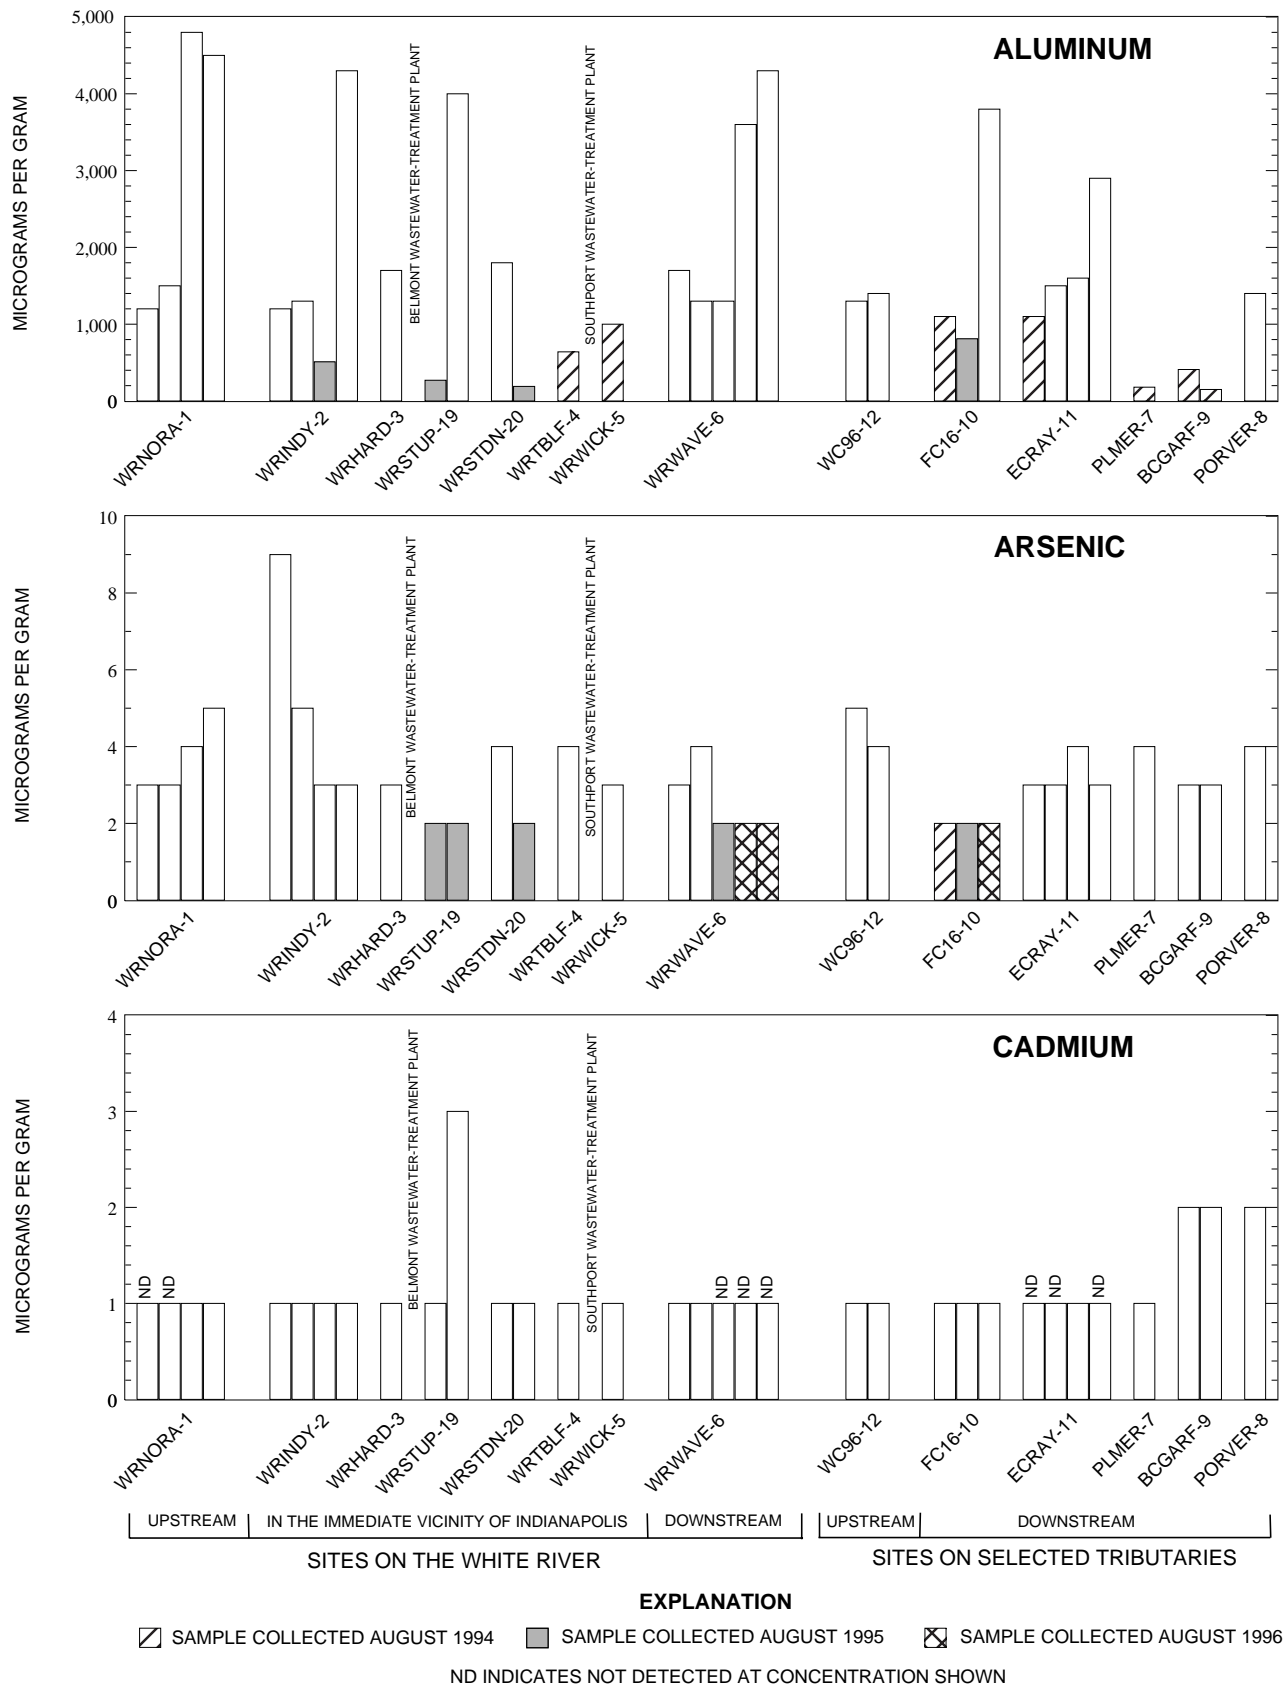 ALUMINUM
MICROGRAMS PER GRAM
5,000
4,000
3,000
2,000
1,000
0
BELMONT WASTEWATER-TREATMENT PLANT
SOUTHPORT WASTEWATER-TREATMENT PLANT
WRNORA-1
WRINDY-2
WRHARD-3
WRSTUP-19
WRSTDN-20
WRTBLF-4
WRWICK-5
WRWAVE-6
WC96-12
FC16-10
ECRAY-11
PLMER-7
BCGARF-9
PORVER-8
ARSENIC
MICROGRAMS PER GRAM
10
8
6
4
2
0
BELMONT WASTEWATER-TREATMENT PLANT
SOUTHPORT WASTEWATER-TREATMENT PLANT
WRNORA-1
WRINDY-2
WRHARD-3
WRSTUP-19
WRSTDN-20
WRTBLF-4
WRWICK-5
WRWAVE-6
WC96-12
FC16-10
ECRAY-11
PLMER-7
BCGARF-9
PORVER-8
CADMIUM
MICROGRAMS PER GRAM
4
3
2
1
0
BELMONT WASTEWATER-TREATMENT PLANT
SOUTHPORT WASTEWATER-TREATMENT PLANT
ND
ND
ND
ND
ND
ND
ND
ND
WRNORA-1
WRINDY-2
WRHARD-3
WRSTUP-19
WRSTDN-20
WRTBLF-4
WRWICK-5
WRWAVE-6
WC96-12
FC16-10
ECRAY-11
PLMER-7
BCGARF-9
PORVER-8
UPSTREAM
IN THE IMMEDIATE VICINITY OF INDIANAPOLIS
DOWNSTREAM
UPSTREAM
DOWNSTREAM
SITES ON THE WHITE RIVER
SITES ON SELECTED TRIBUTARIES
EXPLANATION
SAMPLE COLLECTED AUGUST 1994
SAMPLE COLLECTED AUGUST 1995
SAMPLE COLLECTED AUGUST 1996
ND INDICATES NOT DETECTED AT CONCENTRATION SHOWN